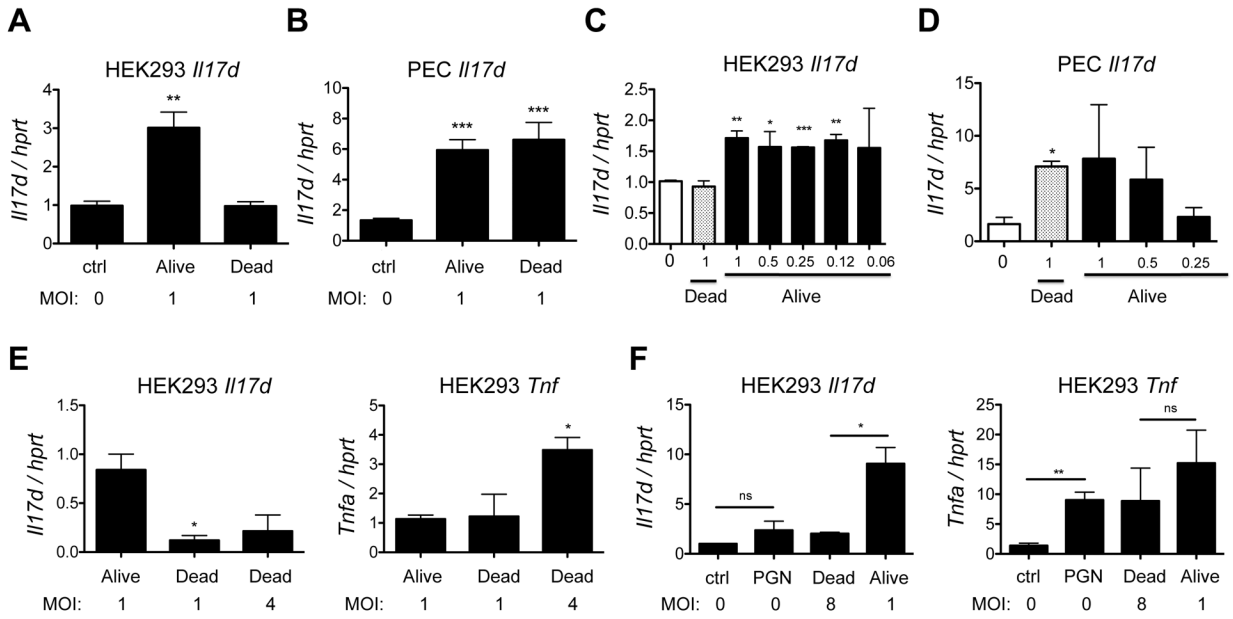 A
HEK293 Il17d
Il17d / hprt
4
3
2
1
0
**
ctrl Alive Dead
MOI: 0 1 1
B
PEC Il17d
Il17d / hprt
10
8
6
4
2
0
*** ***
ctrl Alive Dead
MOI: 0 1 1
C
HEK293 Il17d
Il17d / hprt
2.5
2.0
1.5
1.0
0.5
0.0
** * *** **
0 1 1 0.5 0.25 0.12 0.06
Dead Alive
D
PEC Il17d
Il17d / hprt
15
10
5
0
*
0 1 1 0.5 0.25
Dead Alive
E
HEK293 Il17d
Il17d / hprt
1.5
1.0
0.5
0.0
*
Alive Dead Dead
MOI: 1 1 4
HEK293 Tnf
Tnfa / hprt
5
4
3
2
1
0
*
Alive Dead Dead
MOI: 1 1 4
F
HEK293 Il17d
Il17d / hprt
15
10
5
0
ns *
ctrl PGN Dead Alive
MOI: 0 0 8 1
HEK293 Tnf
Tnfa / hprt
25
20
15
10
5
0
** ns
ctrl PGN Dead Alive
MOI: 0 0 8 1